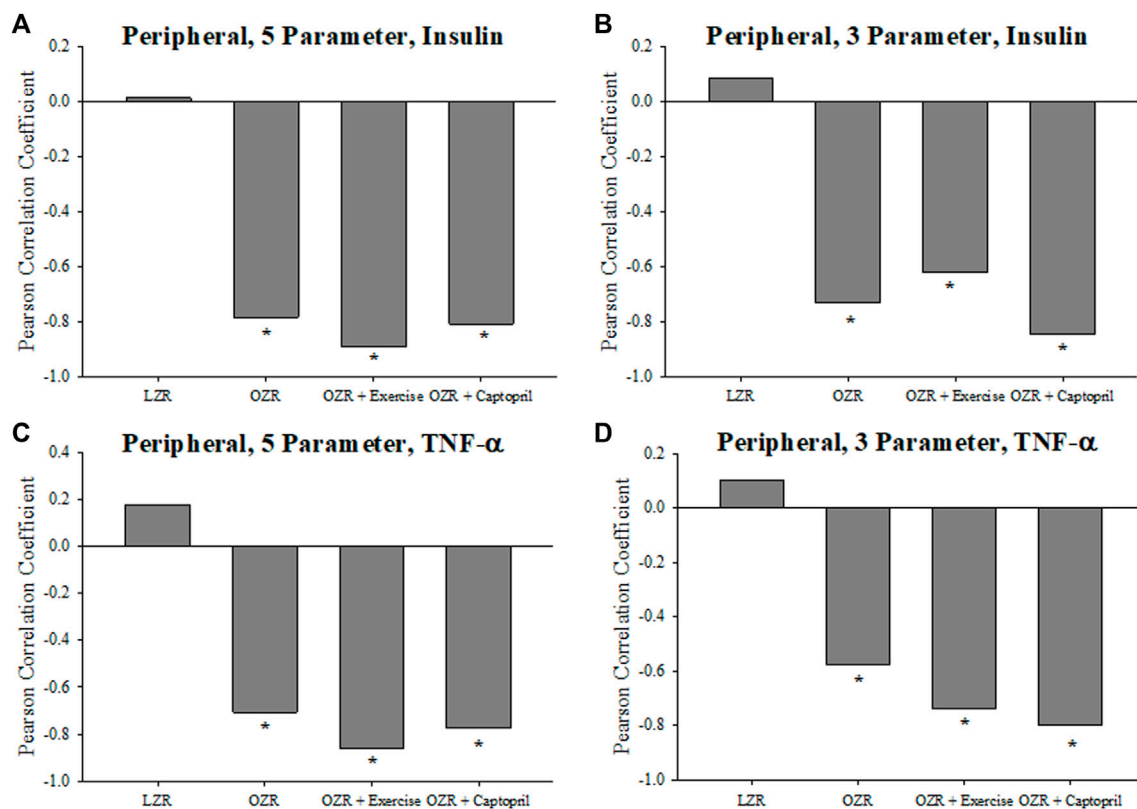 A
Peripheral, 5 Parameter, Insulin
Pearson Correlation Coefficient
0.2
0.0
-0.2
-0.4
-0.6
-0.8
-1.0
*
*
*
LZR OZR OZR + Exercise OZR + Captopril
B
Peripheral, 3 Parameter, Insulin
Pearson Correlation Coefficient
0.2
0.0
-0.2
-0.4
-0.6
-0.8
-1.0
*
*
*
LZR OZR OZR + Exercise OZR + Captopril
C
Peripheral, 5 Parameter, TNF-α
Pearson Correlation Coefficient
0.4
0.2
0.0
-0.2
-0.4
-0.6
-0.8
-1.0
*
*
*
LZR OZR OZR + Exercise OZR + Captopril
D
Peripheral, 3 Parameter, TNF-α
Pearson Correlation Coefficient
0.2
0.0
-0.2
-0.4
-0.6
-0.8
-1.0
*
*
*
LZR OZR OZR + Exercise OZR + Captopril